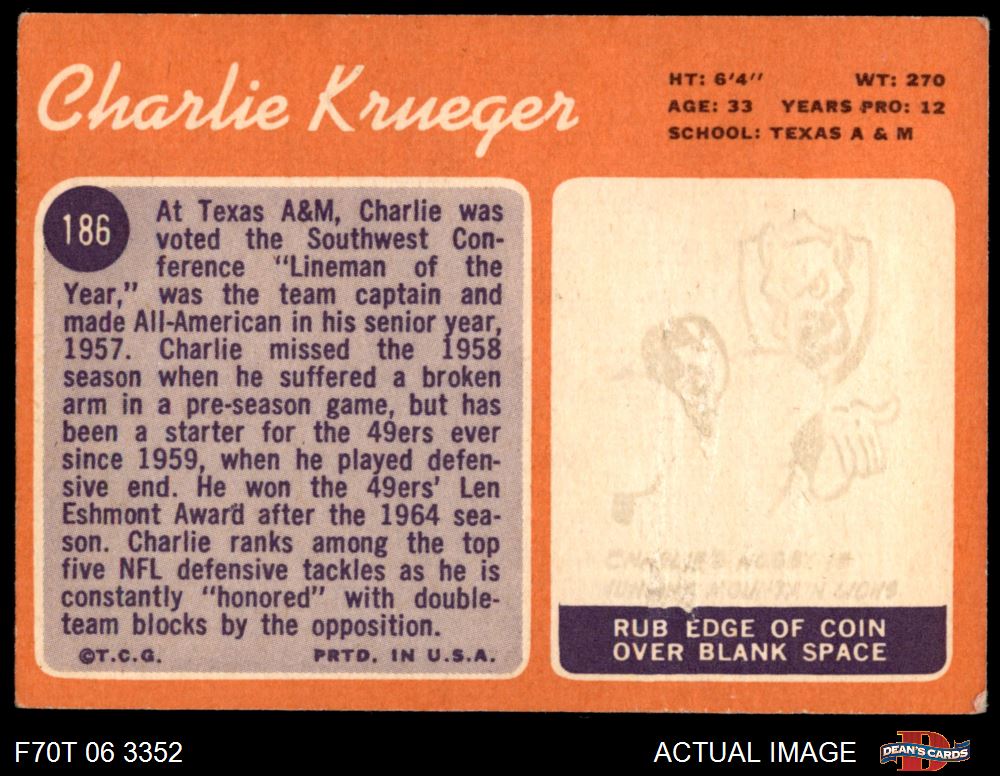 Charlie Krueger
HT: 6'4" WT: 270
AGE: 33 YEARS PRO: 12
SCHOOL: TEXAS A & M
186
At Texas A&M, Charlie was
voted the Southwest Con-
ference "Lineman of the
Year," was the team captain and
made All-American in his senior year,
1957. Charlie missed the 1958
season when he suffered a broken
arm in a pre-season game, but has
been a starter for the 49ers ever
since 1959, when he played defen-
sive end. He won the 49ers' Len
Eshmont Award after the 1964 sea-
son. Charlie ranks among the top
five NFL defensive tackles as he is
constantly "honored" with double-
team blocks by the opposition.
©T.C.G. PRTD. IN U.S.A.
CHARLIE'S HOBBY IS
HUNTING MOUNTAIN LIONS
RUB EDGE OF COIN
OVER BLANK SPACE
F70T 06 3352
ACTUAL IMAGE
DEAN'S CARDS